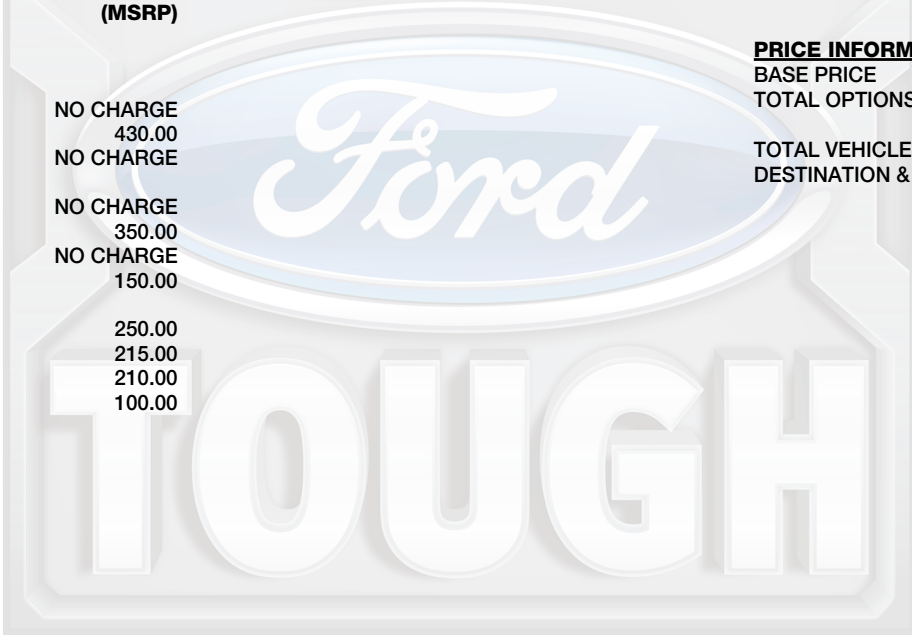 (MSRP)
NO CHARGE
430.00
NO CHARGE
NO CHARGE
350.00
NO CHARGE
150.00
250.00
215.00
210.00
100.00
PRICE INFORM
BASE PRICE
TOTAL OPTIONS
TOTAL VEHICLE
DESTINATION &
Ford
TOUGH